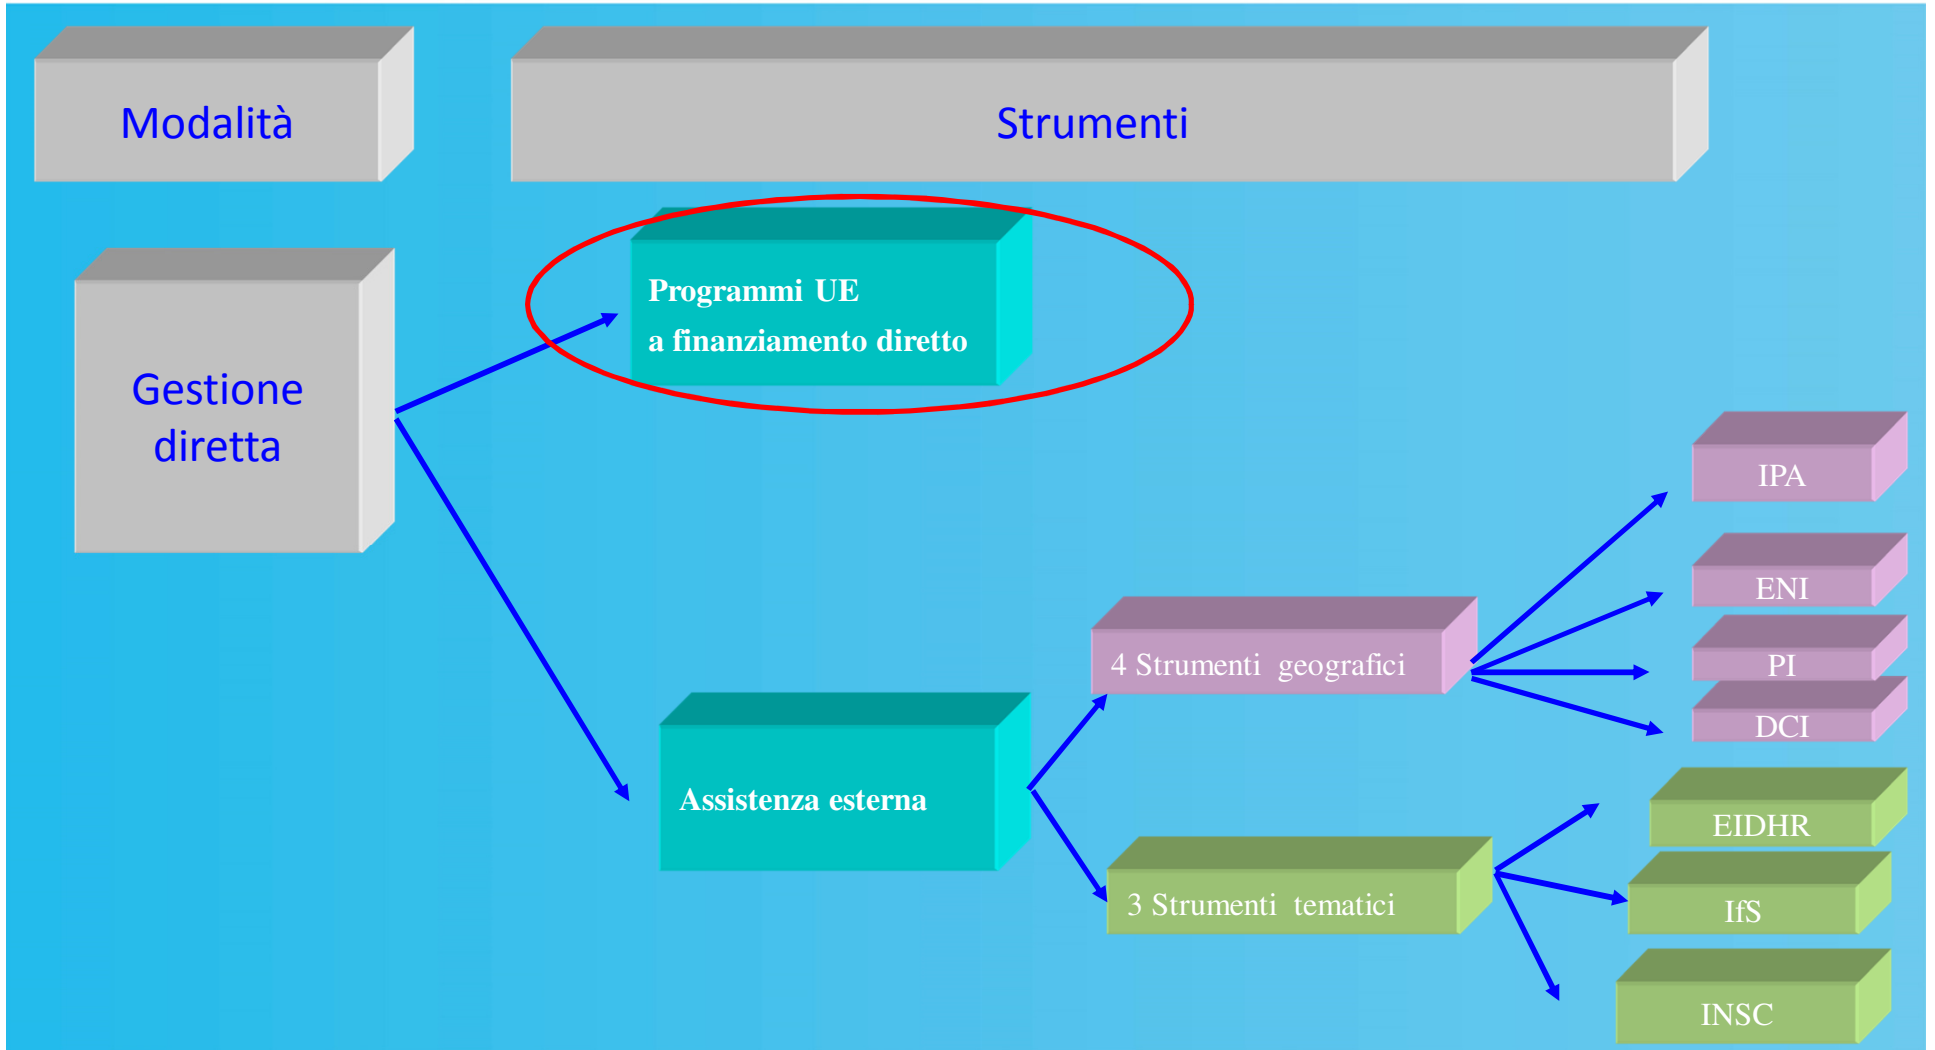 Modalità
Strumenti
Programmi UE
a finanziamento diretto
Gestione
diretta
IPA
ENI
4 Strumenti geografici
PI
DCI
Assistenza esterna
EIDHR
3 Strumenti tematici
IfS
INSC